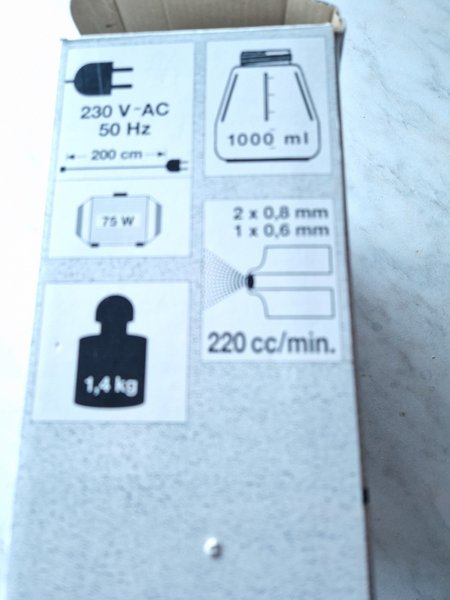 230 V~AC
50 Hz
200 cm
75 W
1,4 kg
1000 ml
2 x 0,8 mm
1 x 0,6 mm
220 cc/min.